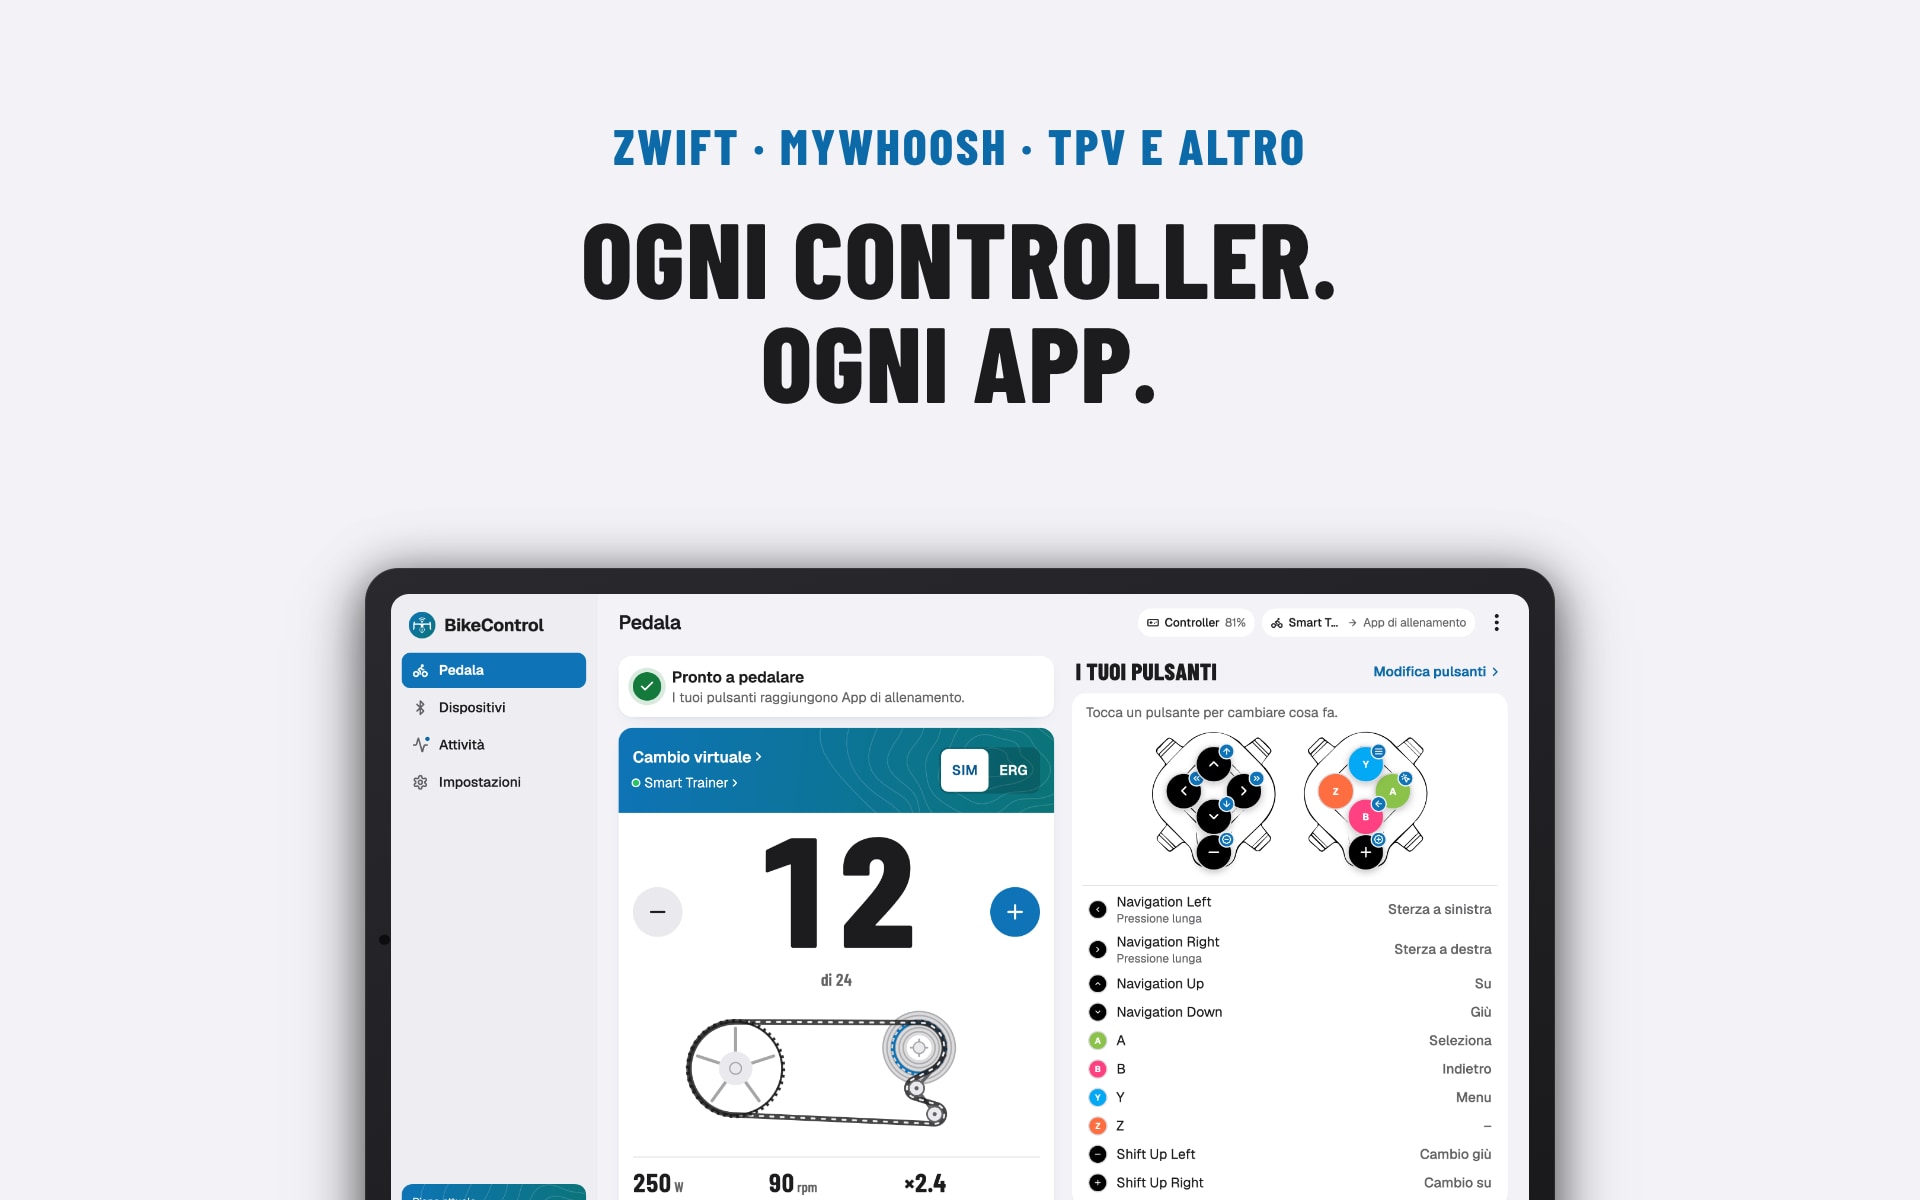 ZWIFT · MYWHOOSH · TPV E ALTRO
OGNI CONTROLLER.
OGNI APP.
BikeControl
Pedala
Dispositivi
Attività
Impostazioni
Pedala
Controller 81%
Smart T... → App di allenamento
Pronto a pedalare
I tuoi pulsanti raggiungono App di allenamento.
Cambio virtuale
Smart Trainer
SIM
ERG
12
di 24
250 W
90 rpm
×2.4
I TUOI PULSANTI
Modifica pulsanti
Tocca un pulsante per cambiare cosa fa.
Y
Z
A
B
Navigation Left
Pressione lunga
Sterza a sinistra
Navigation Right
Pressione lunga
Sterza a destra
Navigation Up
Su
Navigation Down
Giù
A A
Seleziona
B B
Indietro
Y Y
Menu
Z Z
–
Shift Up Left
Cambio giù
Shift Up Right
Cambio su